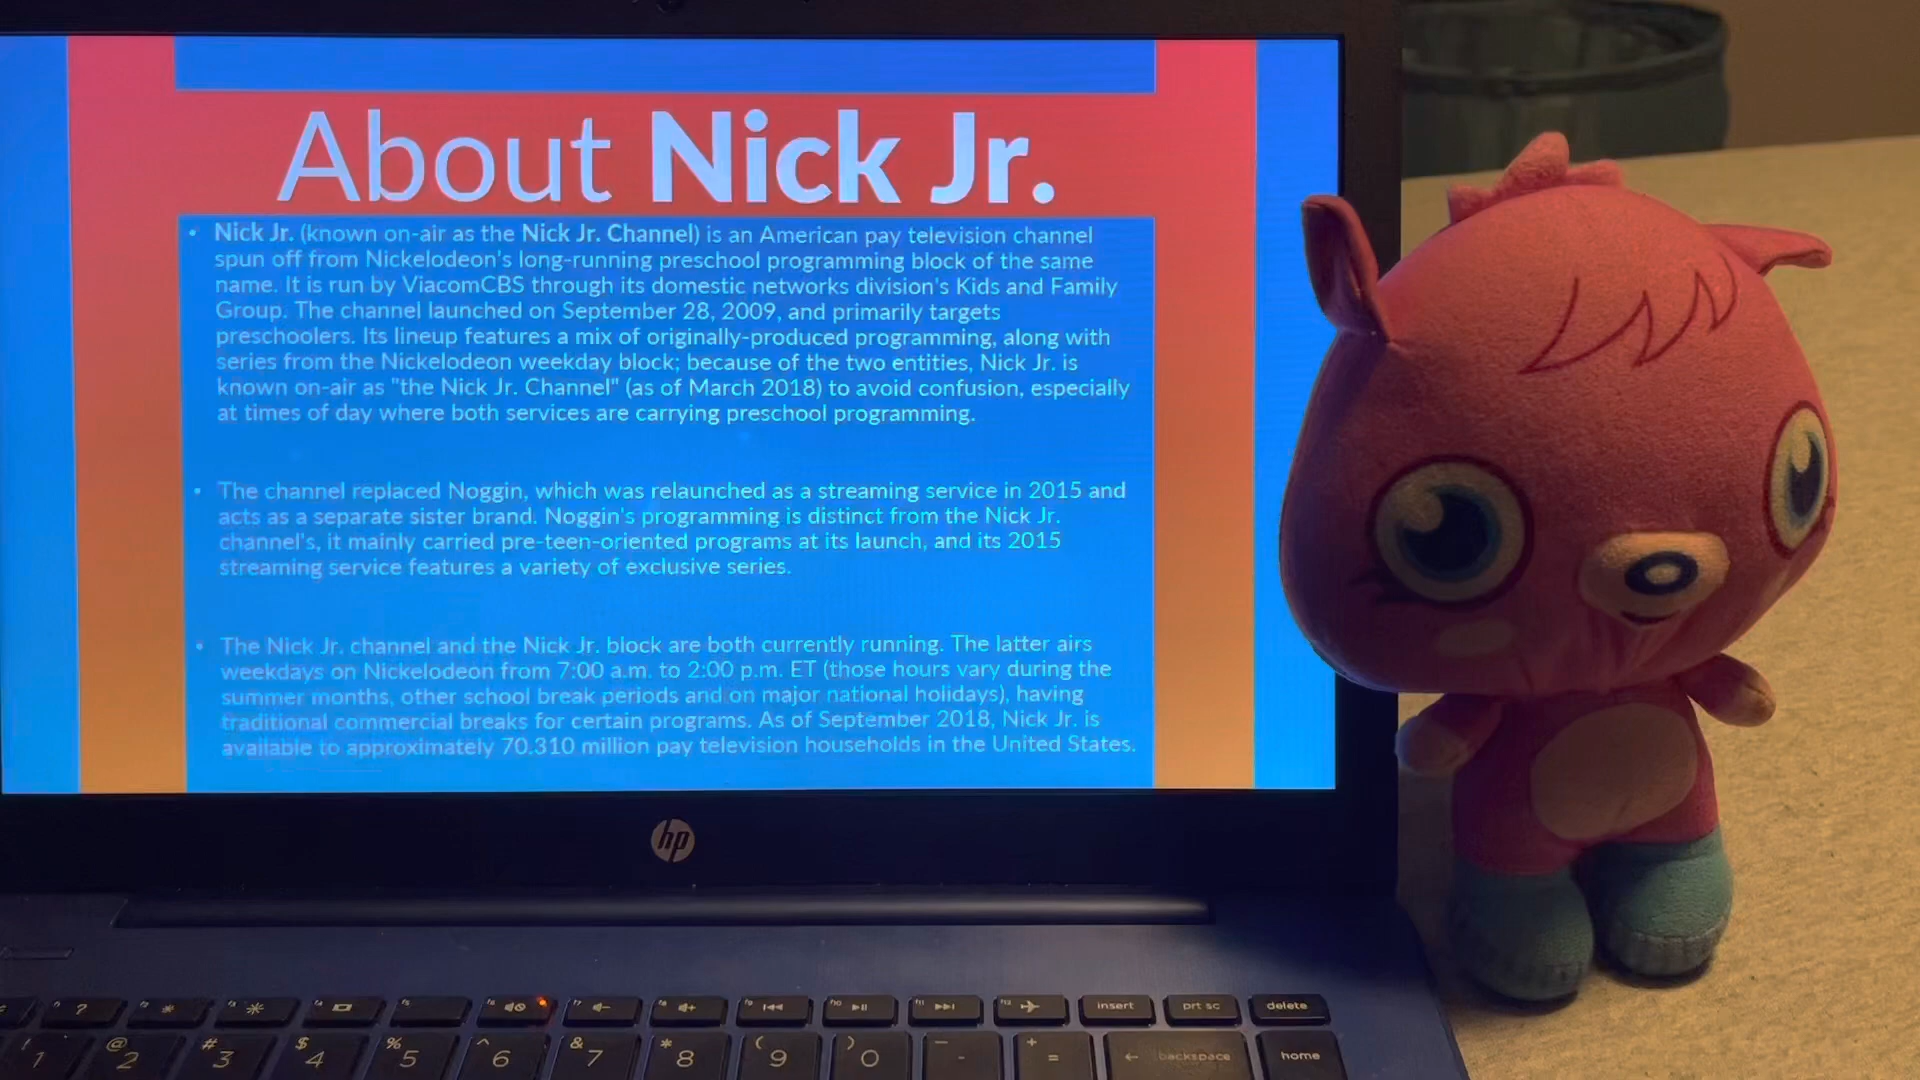 About Nick Jr.
• Nick Jr. (known on-air as the Nick Jr. Channel) is an American pay television channel
spun off from Nickelodeon's long-running preschool programming block of the same
name. It is run by ViacomCBS through its domestic networks division's Kids and Family
Group. The channel launched on September 28, 2009, and primarily targets
preschoolers. Its lineup features a mix of originally-produced programming, along with
series from the Nickelodeon weekday block; because of the two entities, Nick Jr. is
known on-air as "the Nick Jr. Channel" (as of March 2018) to avoid confusion, especially
at times of day where both services are carrying preschool programming.
• The channel replaced Noggin, which was relaunched as a streaming service in 2015 and
acts as a separate sister brand. Noggin's programming is distinct from the Nick Jr.
channel's, it mainly carried pre-teen-oriented programs at its launch, and its 2015
streaming service features a variety of exclusive series.
• The Nick Jr. channel and the Nick Jr. block are both currently running. The latter airs
weekdays on Nickelodeon from 7:00 a.m. to 2:00 p.m. ET (those hours vary during the
summer months, other school break periods and on major national holidays), having
traditional commercial breaks for certain programs. As of September 2018, Nick Jr. is
available to approximately 70.310 million pay television households in the United States.
hp
? insert prt sc delete
! 1 @ 2 # 3 $ 4 % 5 ^ 6 & 7 * 8 ( 9 ) 0 - + = backspace home